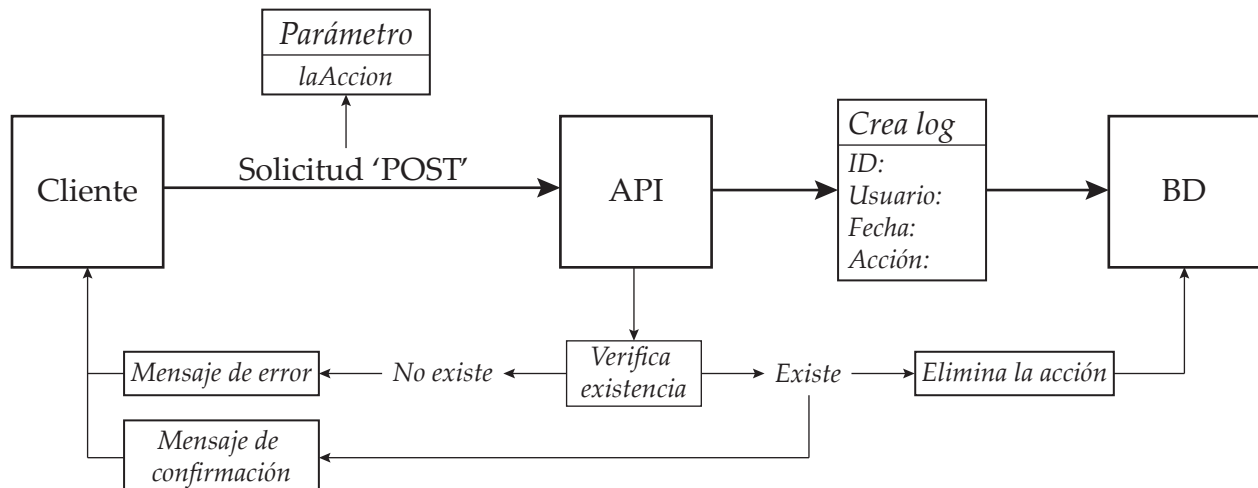 Parámetro
laAccion
Cliente
Solicitud ‘POST’
API
Crea log
ID:
Usuario:
Fecha:
Acción:
BD
Mensaje de error
No existe
Verifica
existencia
Existe
Elimina la acción
Mensaje de
confirmación